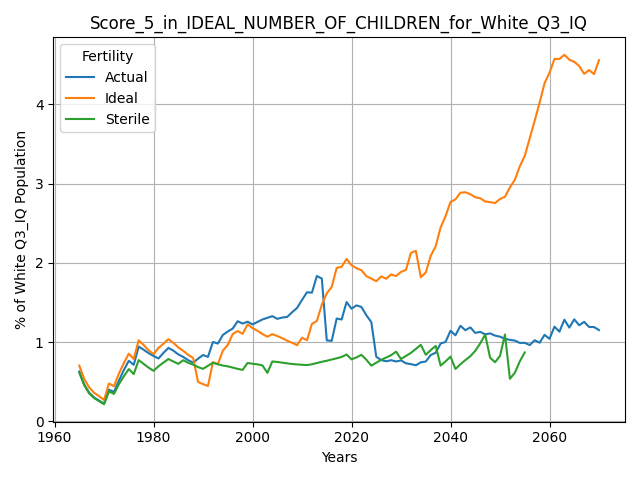 Score_5_in_IDEAL_NUMBER_OF_CHILDREN_for_White_Q3_IQ
Fertility
Actual
Ideal
Sterile
% of White Q3_IQ Population
4
3
2
1
0
1960 1980 2000 2020 2040 2060
Years